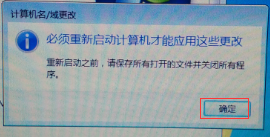 计算机名/域更改
必须重新启动计算机才能应用这些更改
重新启动之前，请保存所有打开的文件并关闭所有程
序。
确定